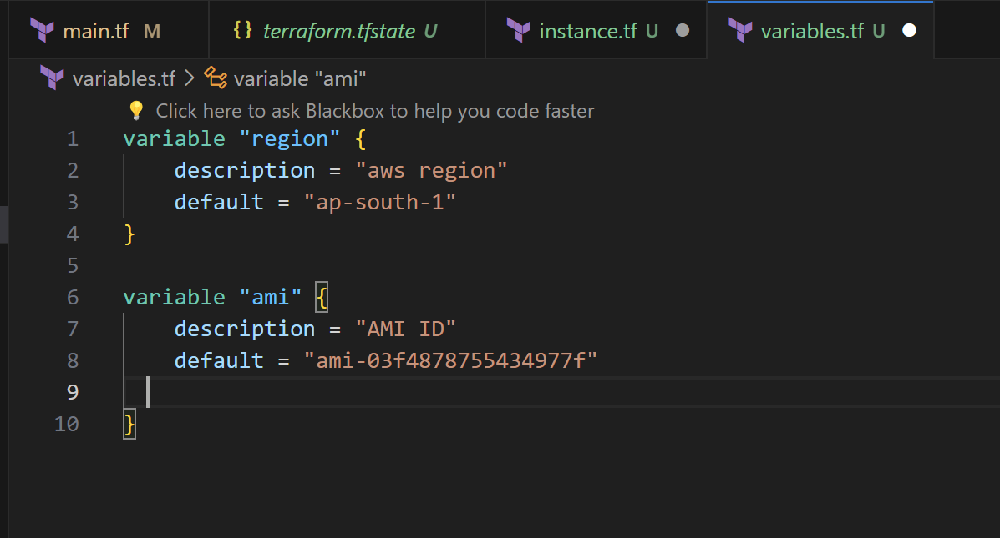 main.tf M
{} terraform.tfstate U
instance.tf U
variables.tf U
variables.tf > variable "ami"
Click here to ask Blackbox to help you code faster
1 variable "region" {
2 description = "aws region"
3 default = "ap-south-1"
4 }
5
6 variable "ami" {
7 description = "AMI ID"
8 default = "ami-03f4878755434977f"
9
10 }